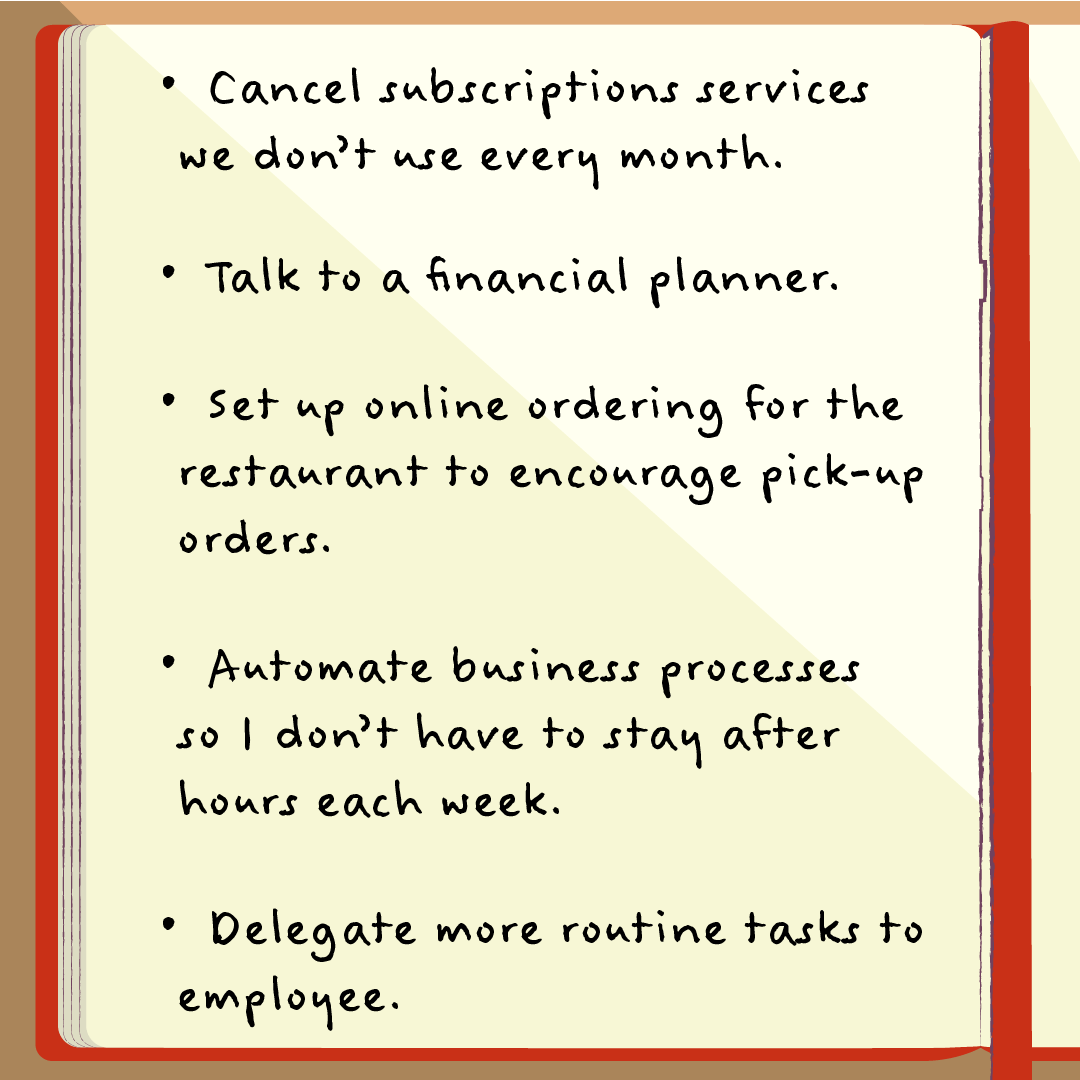 • Cancel subscriptions services
we don't use every month.
• Talk to a financial planner.
• Set up online ordering for the
restaurant to encourage pick-up
orders.
• Automate business processes
so I don't have to stay after
hours each week.
• Delegate more routine tasks to
employee.